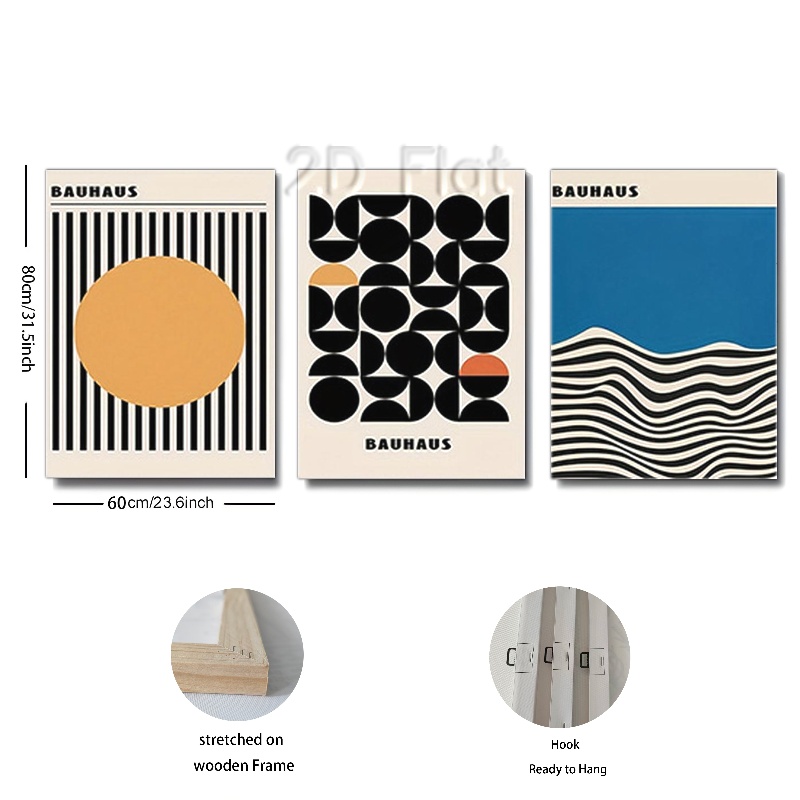 2D Flat
BAUHAUS
BAUHAUS
BAUHAUS
80cm/31.5inch
60cm/23.6inch
stretched on
wooden Frame
Hook
Ready to Hang